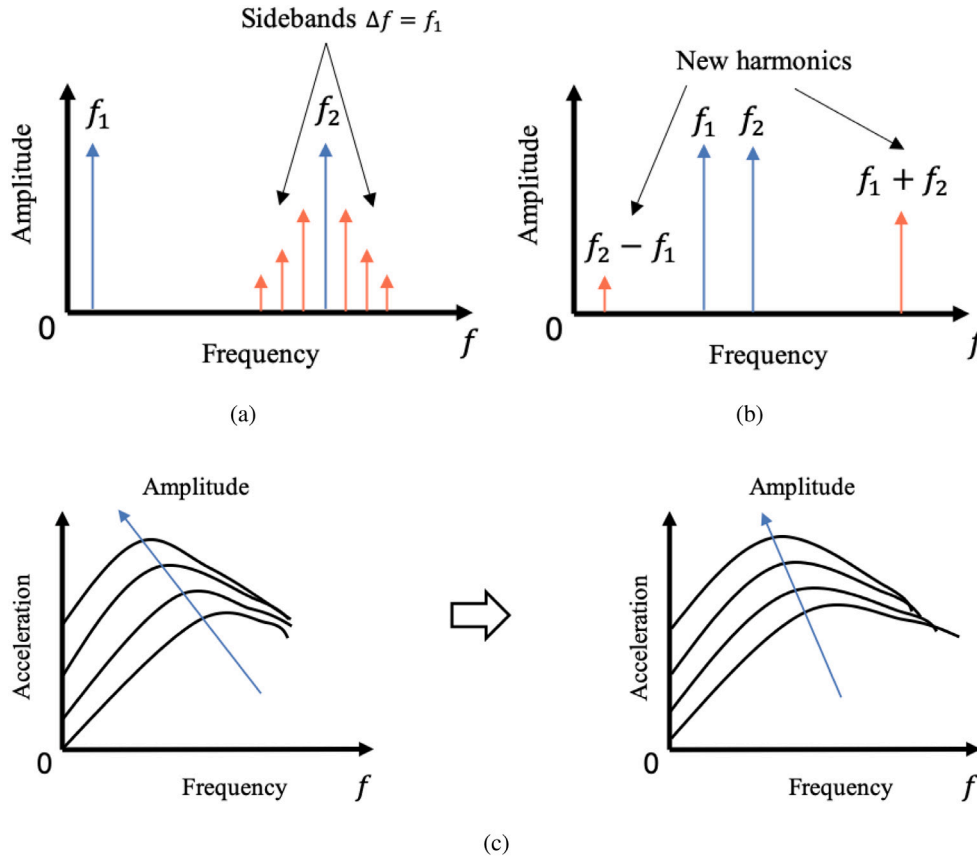 Sidebands Δf = f₁
Amplitude
f₁
f₂
0
Frequency
f
(a)
New harmonics
Amplitude
f₁
f₂
f₁ + f₂
f₂ − f₁
0
Frequency
f
(b)
Amplitude
Acceleration
0
Frequency
f
Amplitude
Acceleration
0
Frequency
f
(c)